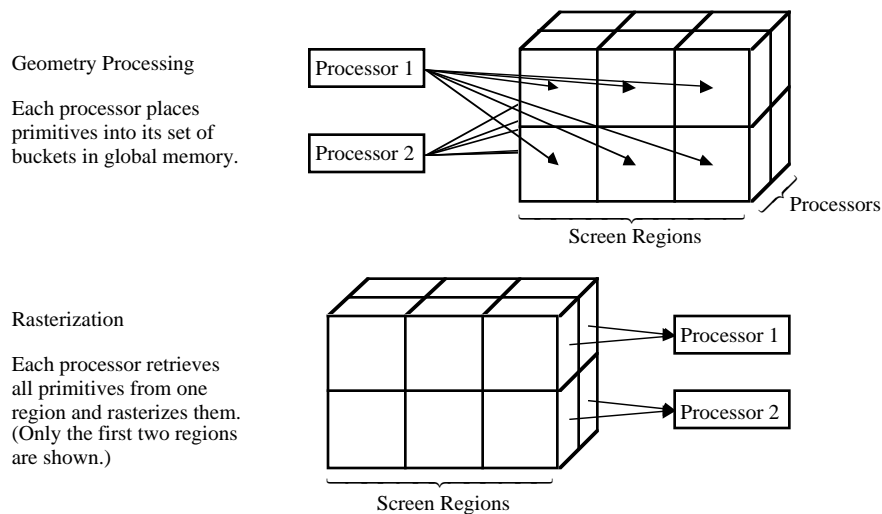 Geometry Processing
Each processor places
primitives into its set of
buckets in global memory.
Processor 1
Processor 2
Processors
Screen Regions
Rasterization
Each processor retrieves
all primitives from one
region and rasterizes them.
(Only the first two regions
are shown.)
Processor 1
Processor 2
Screen Regions